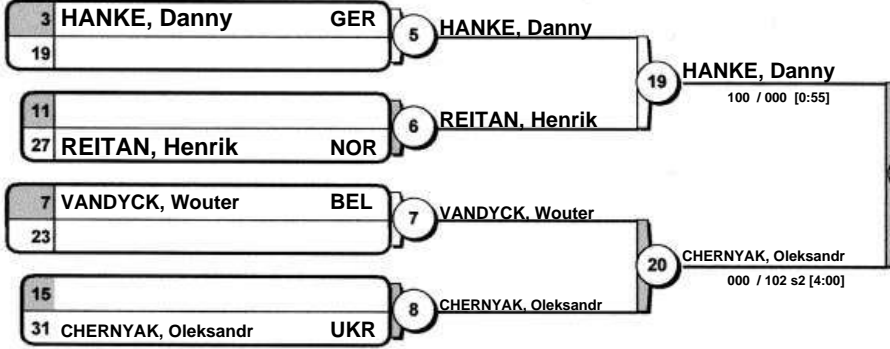 3 HANKE, Danny GER
19
5 HANKE, Danny
11
27 REITAN, Henrik NOR
6 REITAN, Henrik
19 HANKE, Danny
100 / 000 [0:55]
7 VANDYCK, Wouter BEL
23
7 VANDYCK, Wouter
15
31 CHERNYAK, Oleksandr UKR
8 CHERNYAK, Oleksandr
20 CHERNYAK, Oleksandr
000 / 102 s2 [4:00]